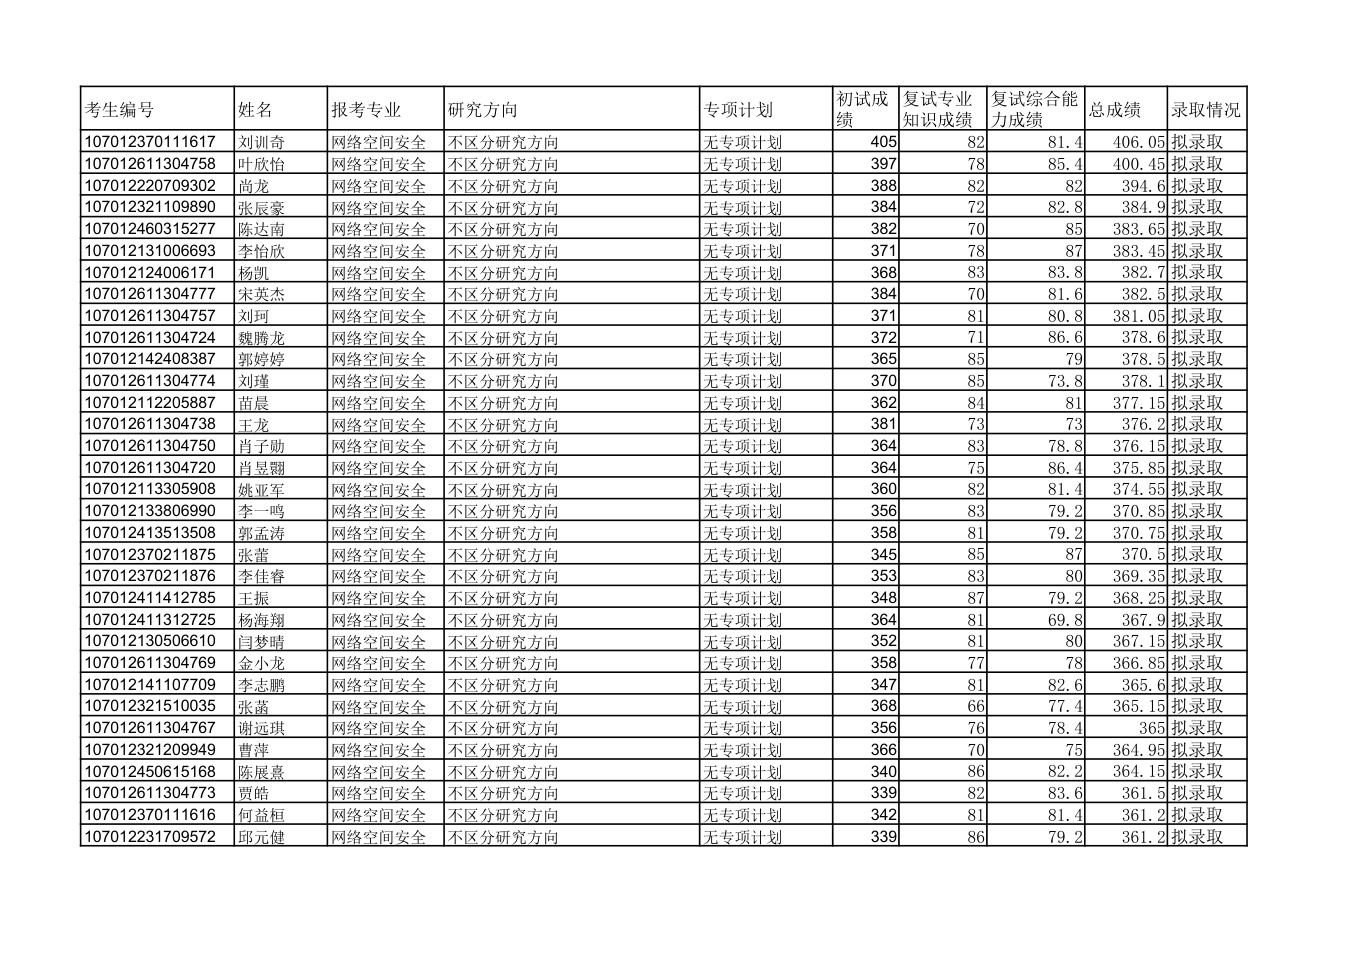 考生编号 姓名 报考专业 研究方向 专项计划 初试成绩 复试专业知识成绩 复试综合能力成绩 总成绩 录取情况
107012370111617 刘训奇 网络空间安全 不区分研究方向 无专项计划 405 82 81.4 406.05 拟录取
107012611304758 叶欣怡 网络空间安全 不区分研究方向 无专项计划 397 78 85.4 400.45 拟录取
107012220709302 尚龙 网络空间安全 不区分研究方向 无专项计划 388 82 82 394.6 拟录取
107012321109890 张辰豪 网络空间安全 不区分研究方向 无专项计划 384 72 82.8 384.9 拟录取
107012460315277 陈达南 网络空间安全 不区分研究方向 无专项计划 382 70 85 383.65 拟录取
107012131006693 李怡欣 网络空间安全 不区分研究方向 无专项计划 371 78 87 383.45 拟录取
107012124006171 杨凯 网络空间安全 不区分研究方向 无专项计划 368 83 83.8 382.7 拟录取
107012611304777 宋英杰 网络空间安全 不区分研究方向 无专项计划 384 70 81.6 382.5 拟录取
107012611304757 刘珂 网络空间安全 不区分研究方向 无专项计划 371 81 80.8 381.05 拟录取
107012611304724 魏腾龙 网络空间安全 不区分研究方向 无专项计划 372 71 86.6 378.6 拟录取
107012142408387 郭婷婷 网络空间安全 不区分研究方向 无专项计划 365 85 79 378.5 拟录取
107012611304774 刘瑾 网络空间安全 不区分研究方向 无专项计划 370 85 73.8 378.1 拟录取
107012112205887 苗晨 网络空间安全 不区分研究方向 无专项计划 362 84 81 377.15 拟录取
107012611304738 王龙 网络空间安全 不区分研究方向 无专项计划 381 73 73 376.2 拟录取
107012611304750 肖子勋 网络空间安全 不区分研究方向 无专项计划 364 83 78.8 376.15 拟录取
107012611304720 肖昱翾 网络空间安全 不区分研究方向 无专项计划 364 75 86.4 375.85 拟录取
107012113305908 姚亚军 网络空间安全 不区分研究方向 无专项计划 360 82 81.4 374.55 拟录取
107012133806990 李一鸣 网络空间安全 不区分研究方向 无专项计划 356 83 79.2 370.85 拟录取
107012413513508 郭孟涛 网络空间安全 不区分研究方向 无专项计划 358 81 79.2 370.75 拟录取
107012370211875 张蕾 网络空间安全 不区分研究方向 无专项计划 345 85 87 370.5 拟录取
107012370211876 李佳睿 网络空间安全 不区分研究方向 无专项计划 353 83 80 369.35 拟录取
107012411412785 王振 网络空间安全 不区分研究方向 无专项计划 348 87 79.2 368.25 拟录取
107012411312725 杨海翔 网络空间安全 不区分研究方向 无专项计划 364 81 69.8 367.9 拟录取
107012130506610 闫梦晴 网络空间安全 不区分研究方向 无专项计划 352 81 80 367.15 拟录取
107012611304769 金小龙 网络空间安全 不区分研究方向 无专项计划 358 77 78 366.85 拟录取
107012141107709 李志鹏 网络空间安全 不区分研究方向 无专项计划 347 81 82.6 365.6 拟录取
107012321510035 张菡 网络空间安全 不区分研究方向 无专项计划 368 66 77.4 365.15 拟录取
107012611304767 谢远琪 网络空间安全 不区分研究方向 无专项计划 356 76 78.4 365 拟录取
107012321209949 曹萍 网络空间安全 不区分研究方向 无专项计划 366 70 75 364.95 拟录取
107012450615168 陈展熹 网络空间安全 不区分研究方向 无专项计划 340 86 82.2 364.15 拟录取
107012611304773 贾皓 网络空间安全 不区分研究方向 无专项计划 339 82 83.6 361.5 拟录取
107012370111616 何益桓 网络空间安全 不区分研究方向 无专项计划 342 81 81.4 361.2 拟录取
107012231709572 邱元健 网络空间安全 不区分研究方向 无专项计划 339 86 79.2 361.2 拟录取